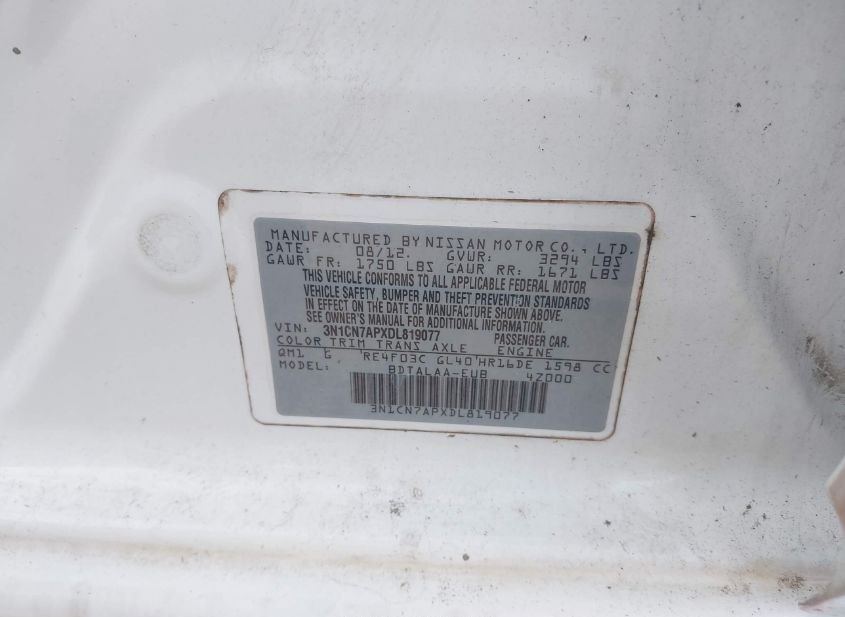 MANUFACTURED BY NISSAN MOTOR CO., LTD.
DATE: 08/12. GVWR: 3294 LBS
GAWR FR: 1750 LBS GAWR RR: 1671 LBS
THIS VEHICLE CONFORMS TO ALL APPLICABLE FEDERAL MOTOR
VEHICLE SAFETY, BUMPER AND THEFT PREVENTION STANDARDS
IN EFFECT ON THE DATE OF MANUFACTURE SHOWN ABOVE.
SEE OWNER'S MANUAL FOR ADDITIONAL INFORMATION.
VIN: 3N1CN7APXDL819077 PASSENGER CAR.
COLOR TRIM TRANS AXLE ENGINE
QM1 G RE4F03C GL40 HR16DE 1598 CC
MODEL: BDTALAA-EUB 4Z000
3N1CN7APXDL819077